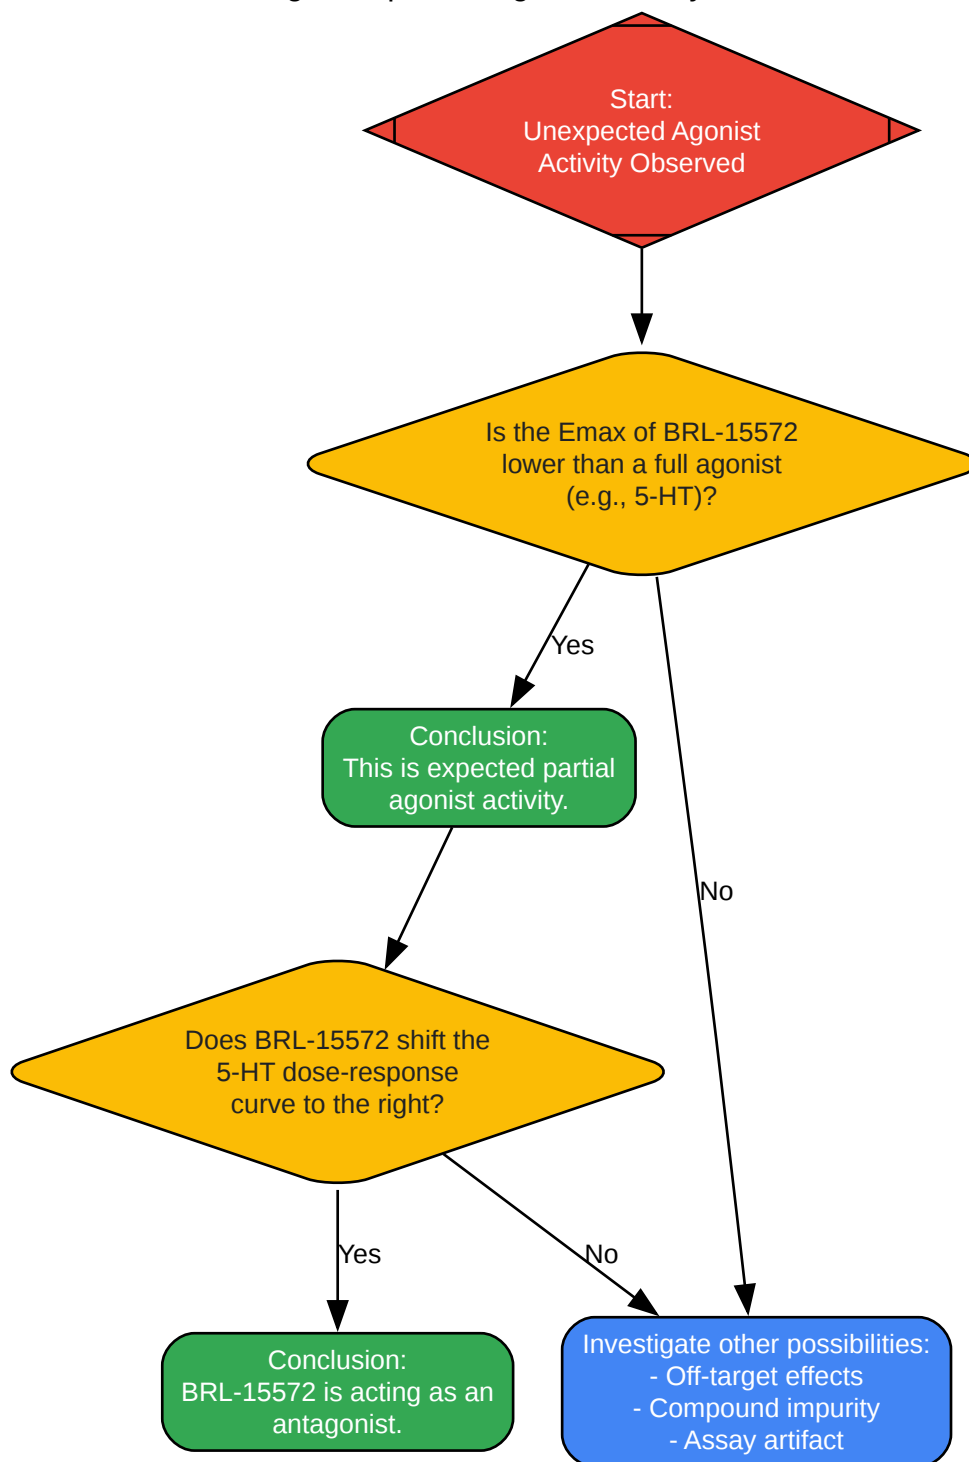 Start:
Unexpected Agonist
Activity Observed
Is the Emax of BRL-15572
lower than a full agonist
(e.g., 5-HT)?
Yes
Conclusion:
This is expected partial
agonist activity.
No
Does BRL-15572 shift the
5-HT dose-response
curve to the right?
Yes
No
Conclusion:
BRL-15572 is acting as an
antagonist.
Investigate other possibilities:
- Off-target effects
- Compound impurity
- Assay artifact